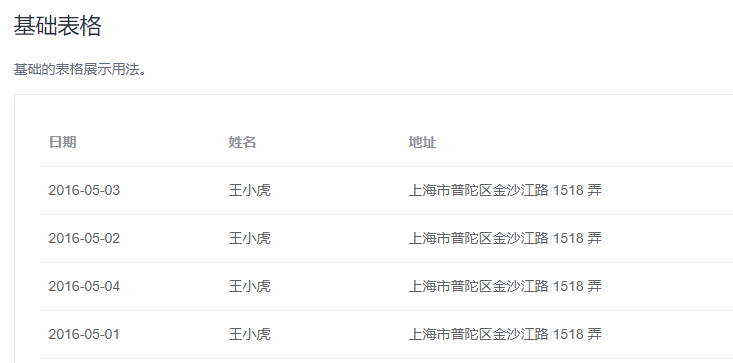 基础表格
基础的表格展示用法。
日期 姓名 地址
2016-05-03 王小虎 上海市普陀区金沙江路 1518 弄
2016-05-02 王小虎 上海市普陀区金沙江路 1518 弄
2016-05-04 王小虎 上海市普陀区金沙江路 1518 弄
2016-05-01 王小虎 上海市普陀区金沙江路 1518 弄